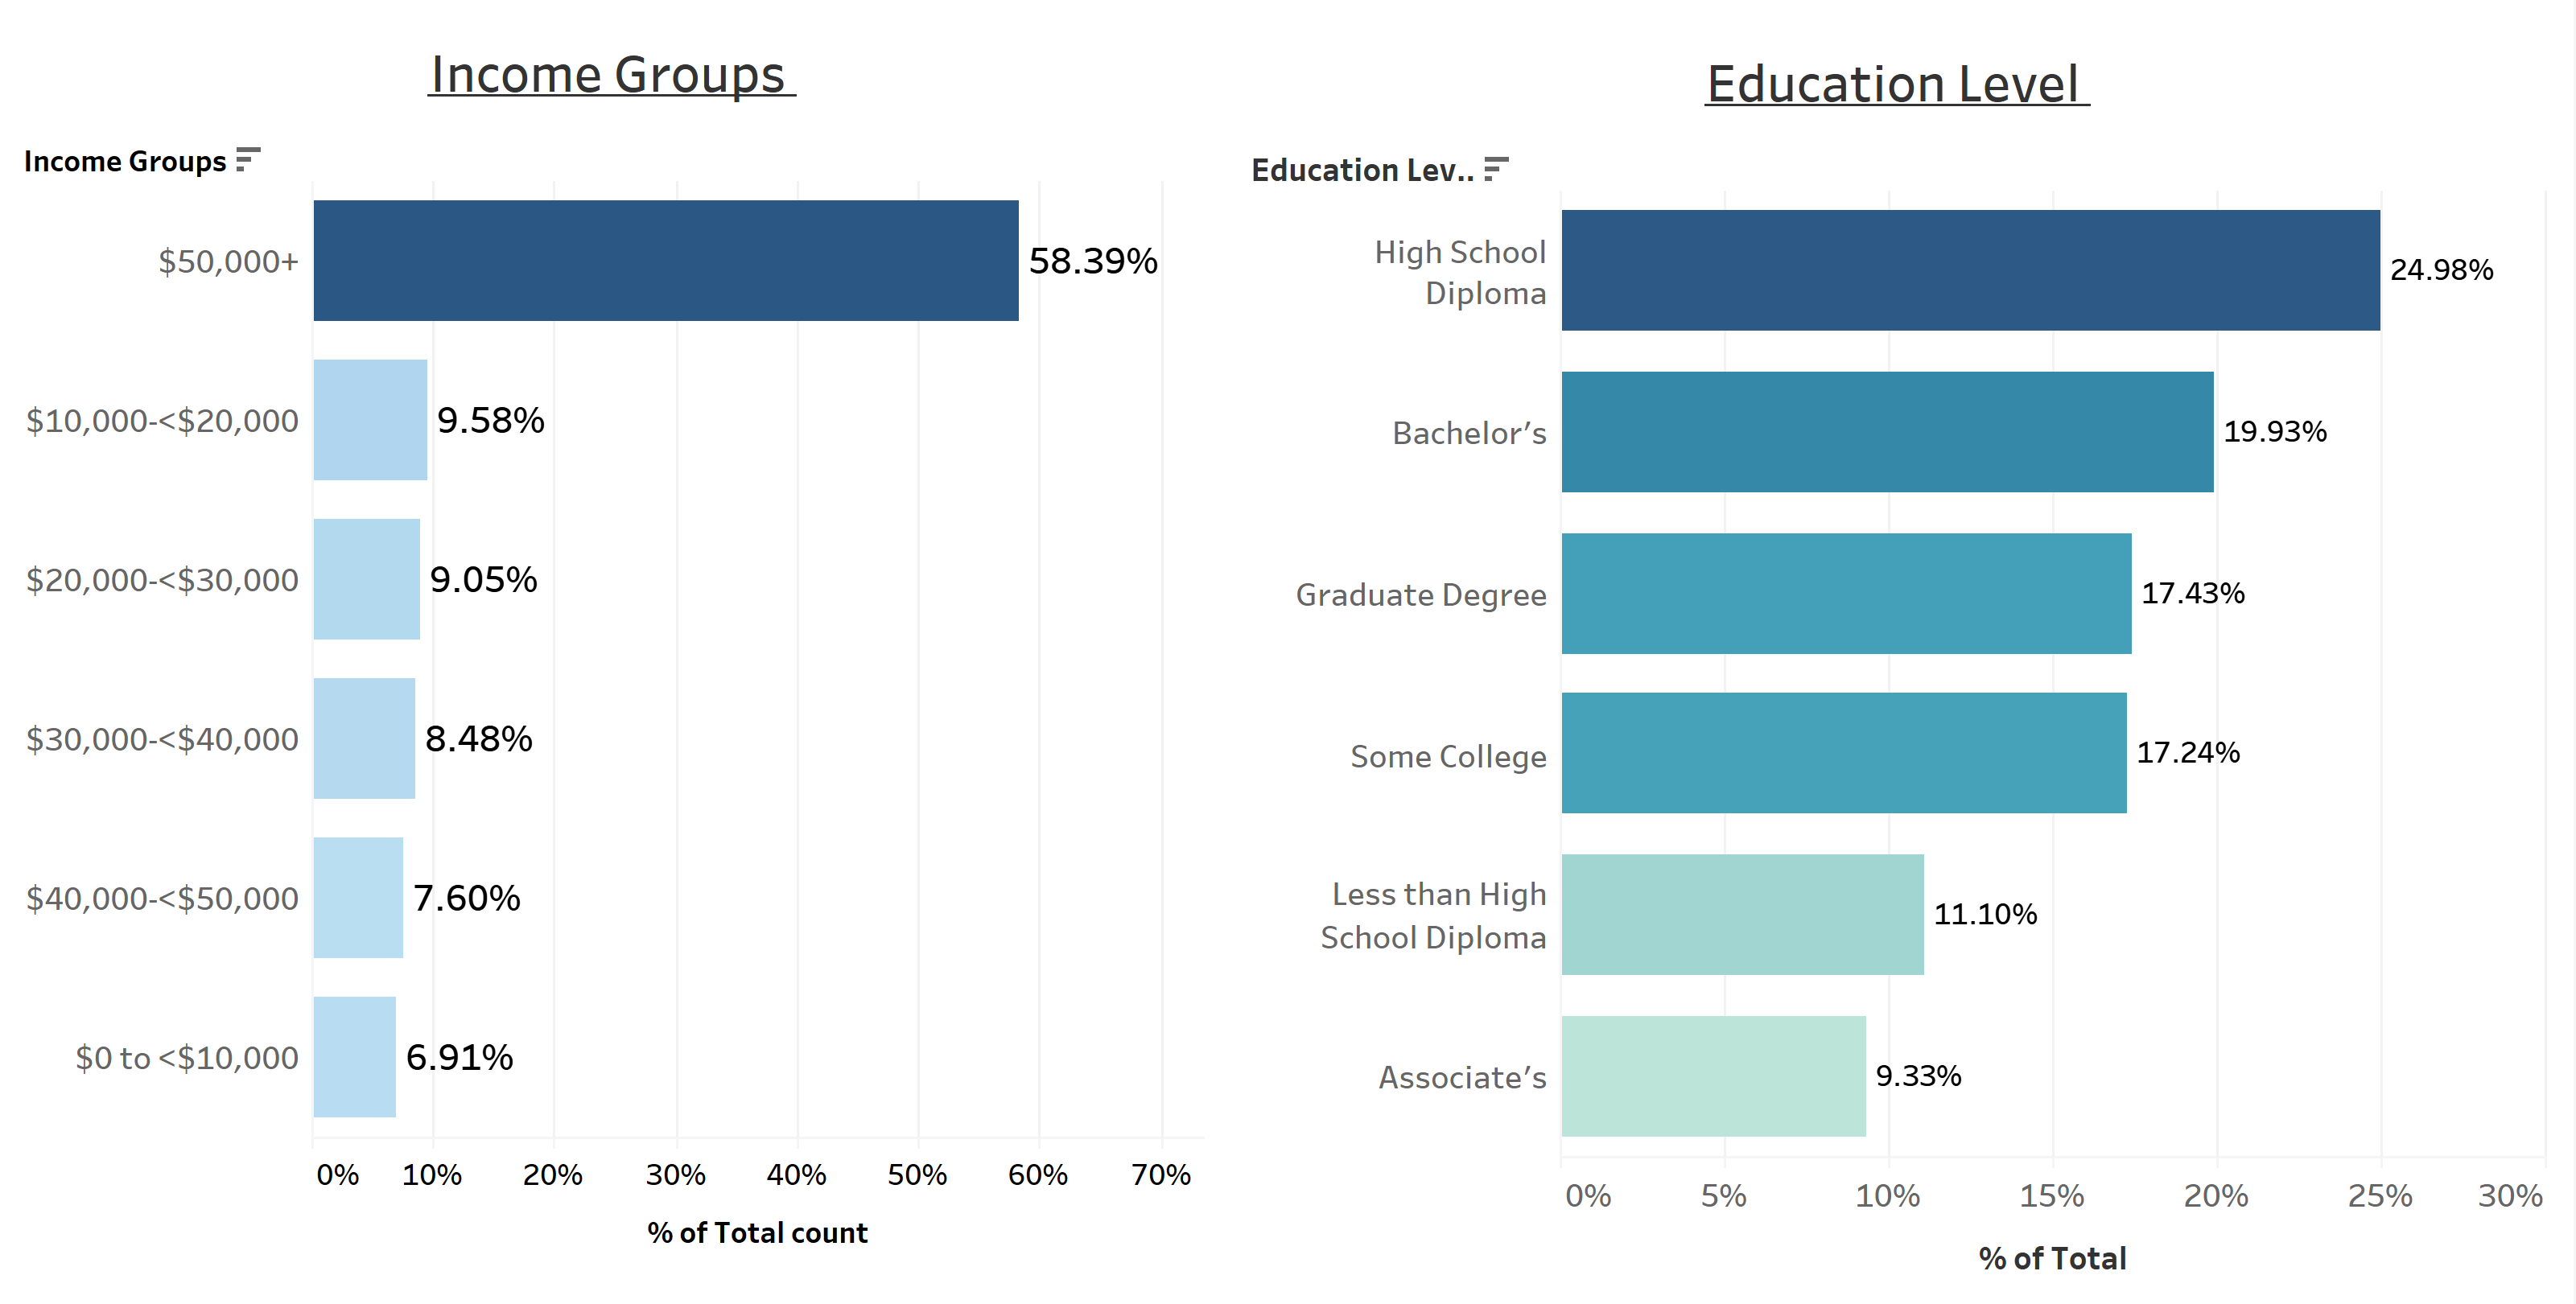 Income Groups
Income Groups
$50,000+
58.39%
$10,000-<$20,000
9.58%
$20,000-<$30,000
9.05%
$30,000-<$40,000
8.48%
$40,000-<$50,000
7.60%
$0 to <$10,000
6.91%
0% 10% 20% 30% 40% 50% 60% 70%
% of Total count
Education Level
Education Lev..
High School
Diploma
24.98%
Bachelor’s
19.93%
Graduate Degree
17.43%
Some College
17.24%
Less than High
School Diploma
11.10%
Associate’s
9.33%
0% 5% 10% 15% 20% 25% 30%
% of Total